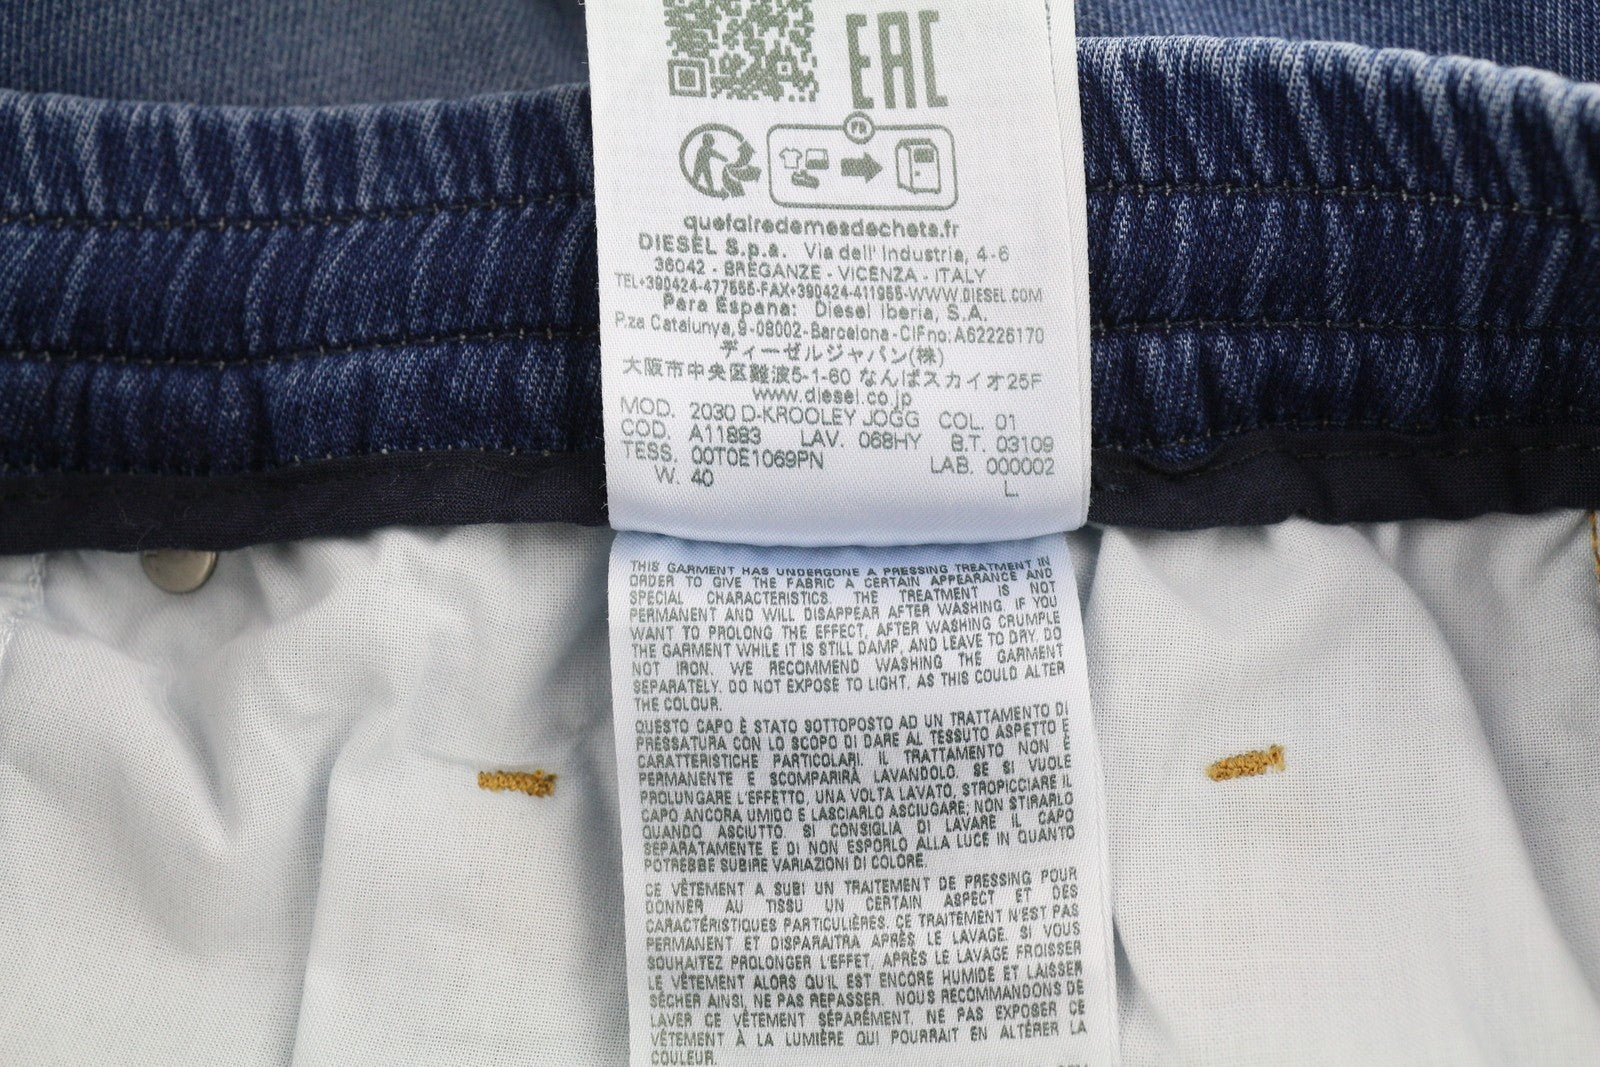 EAC
FR
quefairedemesdechets.fr
DIESEL S.p.a. Via dell' Industria, 4-6
36042 - BREGANZE - VICENZA - ITALY
TEL+390424-477555-FAX+390424-411955-WWW.DIESEL.COM
Para Espana: Diesel Iberia, S.A.
P.za Catalunya,9-08002-Barcelona-CIFno:A62226170
ディーゼルジャパン(株)
大阪市中央区難波5-1-60 なんばスカイオ25F
www.diesel.co.jp
MOD. 2030 D-KROOLEY JOGG COL. 01
COD. A11883 LAV. 068HY B.T. 03109
TESS. 00T0E1069PN LAB. 000002
W. 40 L.
THIS GARMENT HAS UNDERGONE A PRESSING TREATMENT IN
ORDER TO GIVE THE FABRIC A CERTAIN APPEARANCE AND
SPECIAL CHARACTERISTICS. THE TREATMENT IS NOT
PERMANENT AND WILL DISAPPEAR AFTER WASHING. IF YOU
WANT TO PROLONG THE EFFECT, AFTER WASHING CRUMPLE
THE GARMENT WHILE IT IS STILL DAMP, AND LEAVE TO DRY. DO
NOT IRON. WE RECOMMEND WASHING THE GARMENT
SEPARATELY. DO NOT EXPOSE TO LIGHT, AS THIS COULD ALTER
THE COLOUR.
QUESTO CAPO È STATO SOTTOPOSTO AD UN TRATTAMENTO DI
PRESSATURA CON LO SCOPO DI DARE AL TESSUTO ASPETTO E
CARATTERISTICHE PARTICOLARI. IL TRATTAMENTO NON È
PERMANENTE E SCOMPARIRÀ LAVANDOLO. SE SI VUOLE
PROLUNGARE L'EFFETTO, UNA VOLTA LAVATO, STROPICCIARE IL
CAPO ANCORA UMIDO E LASCIARLO ASCIUGARE; NON STIRARLO
QUANDO ASCIUTTO. SI CONSIGLIA DI LAVARE IL CAPO
SEPARATAMENTE E DI NON ESPORLO ALLA LUCE IN QUANTO
POTREBBE SUBIRE VARIAZIONI DI COLORE.
CE VÊTEMENT A SUBI UN TRAITEMENT DE PRESSING POUR
DONNER AU TISSU UN CERTAIN ASPECT ET DES
CARACTÉRISTIQUES PARTICULIÈRES. CE TRAITEMENT N'EST PAS
PERMANENT ET DISPARAITRA APRÈS LE LAVAGE. SI VOUS
SOUHAITEZ PROLONGER L'EFFET, APRÈS LE LAVAGE FROISSER
LE VÊTEMENT ALORS QU'IL EST ENCORE HUMIDE ET LAISSER
SÉCHER AINSI, NE PAS REPASSER. NOUS RECOMMANDONS DE
LAVER CE VÊTEMENT SÉPARÉMENT. NE PAS EXPOSER CE
VÊTEMENT À LA LUMIÈRE QUI POURRAIT EN ALTÉRER LA
COULEUR.